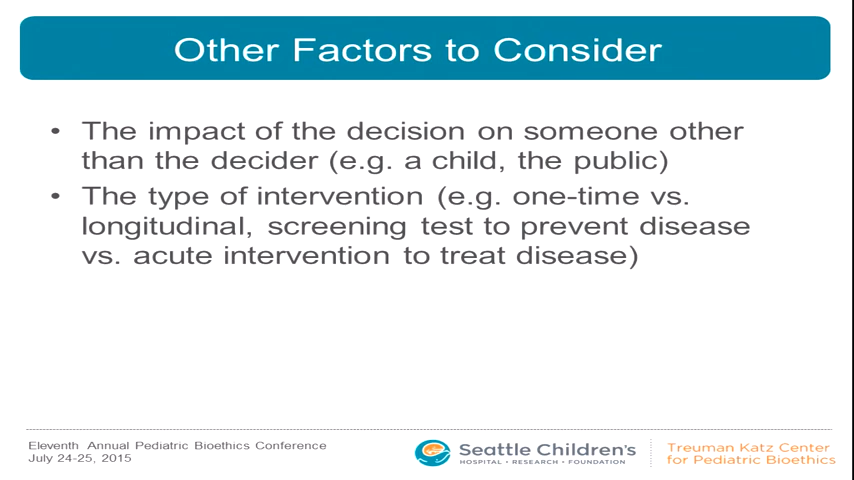 Other Factors to Consider
• The impact of the decision on someone other
than the decider (e.g. a child, the public)
• The type of intervention (e.g. one-time vs.
longitudinal, screening test to prevent disease
vs. acute intervention to treat disease)
Eleventh Annual Pediatric Bioethics Conference
July 24-25, 2015
Seattle Children's
HOSPITAL • RESEARCH • FOUNDATION
Treuman Katz Center
for Pediatric Bioethics